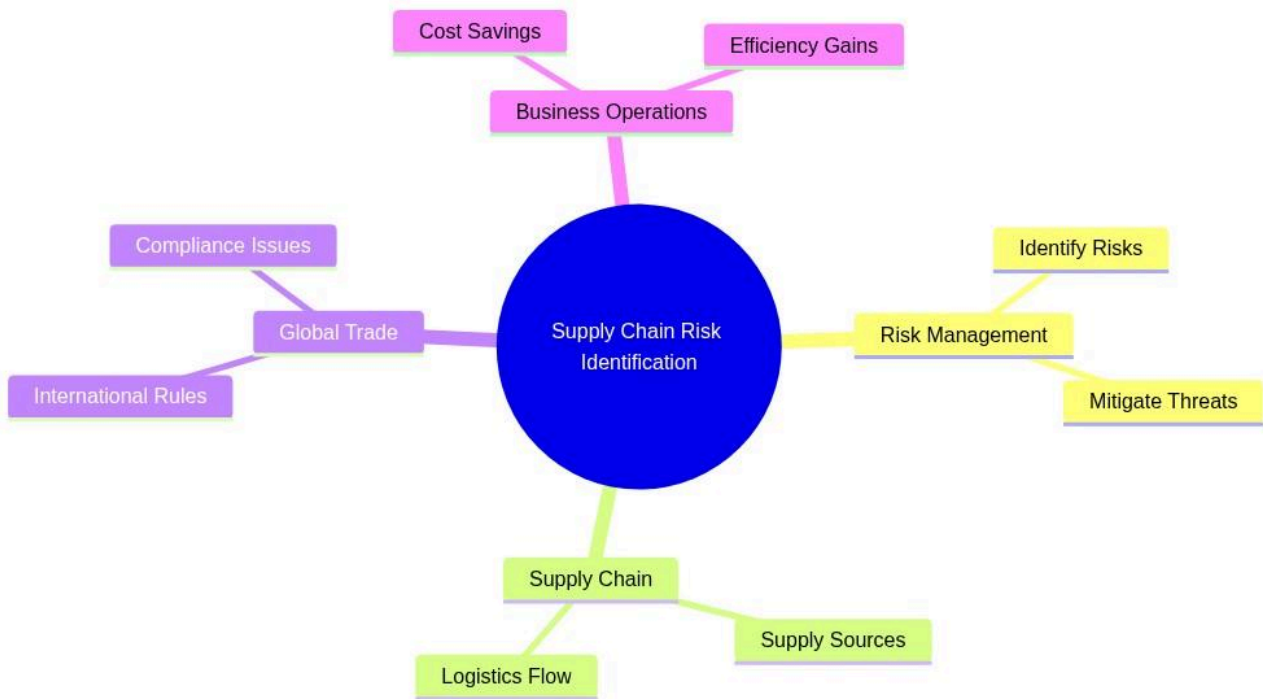 Cost Savings
Efficiency Gains
Business Operations
Compliance Issues
Identify Risks
Global Trade
Supply Chain Risk
Identification
Risk Management
International Rules
Mitigate Threats
Supply Chain
Supply Sources
Logistics Flow